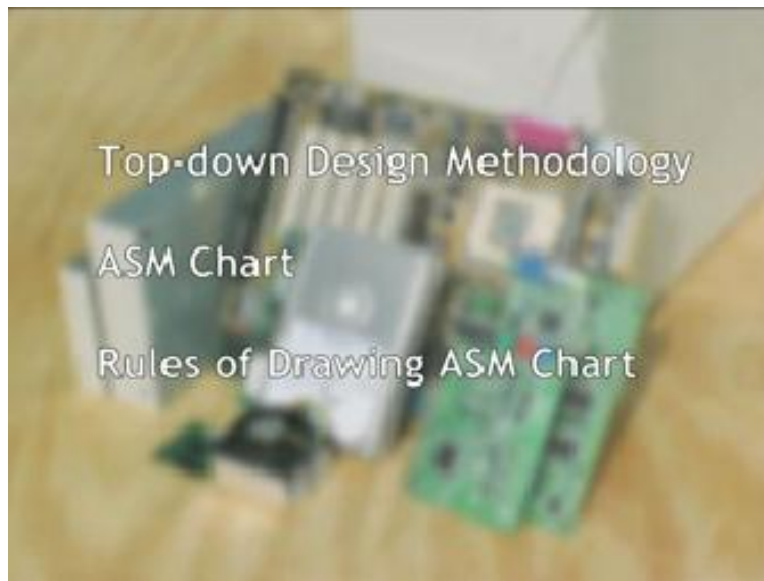 Top-down Design Methodology
ASM Chart
Rules of Drawing ASM Chart